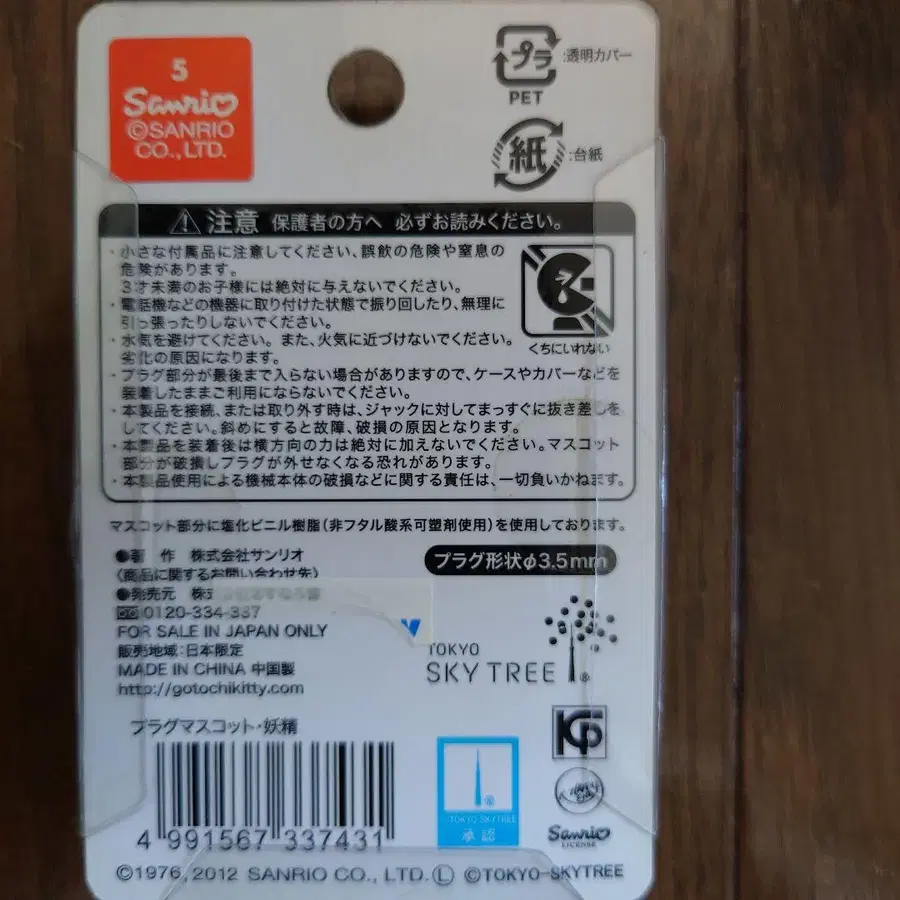 5
Sanrio
©SANRIO
CO., LTD.
プラ :透明カバー
PET
紙 :台紙
注意 保護者の方へ 必ずお読みください。
・小さな付属品に注意してください、誤飲の危険や窒息の
危険があります。
3才未満のお子様には絶対に与えないでください。
・電話機などの機器に取り付けた状態で振り回したり、無理に
引っ張ったりしないでください。
・水気を避けてください。また、火気に近づけないでください。
劣化の原因になります。
くちにいれない
・プラグ部分が最後まで入らない場合がありますので、ケースやカバーなどを
装着したままご利用にならないでください。
・本製品を接続、または取り外す時は、ジャックに対してまっすぐに抜き差しを
してください。斜めにすると故障、破損の原因となります。
・本製品を装着後は横方向の力は絶対に加えないでください。マスコット
部分が破損しプラグが外せなくなる恐れがあります。
・本製品使用による機械本体の破損などに関する責任は、一切負いかねます。
マスコット部分に塩化ビニル樹脂(非フタル酸系可塑剤使用)を使用しております。
●著 作 株式会社サンリオ
(商品に関するお問い合わせ先)
プラグ形状φ3.5mm
●発売元 株式
0120-334-337
FOR SALE IN JAPAN ONLY
販売地域:日本限定
MADE IN CHINA 中国製
http://gotochikitty.com
TOKYO
SKY TREE ®
プラグマスコット・妖精
4 991567 337431
TOKYO SKYTREE
承認
Sanrio
LICENSE
©1976, 2012 SANRIO CO., LTD. Ⓛ ©TOKYO-SKYTREE